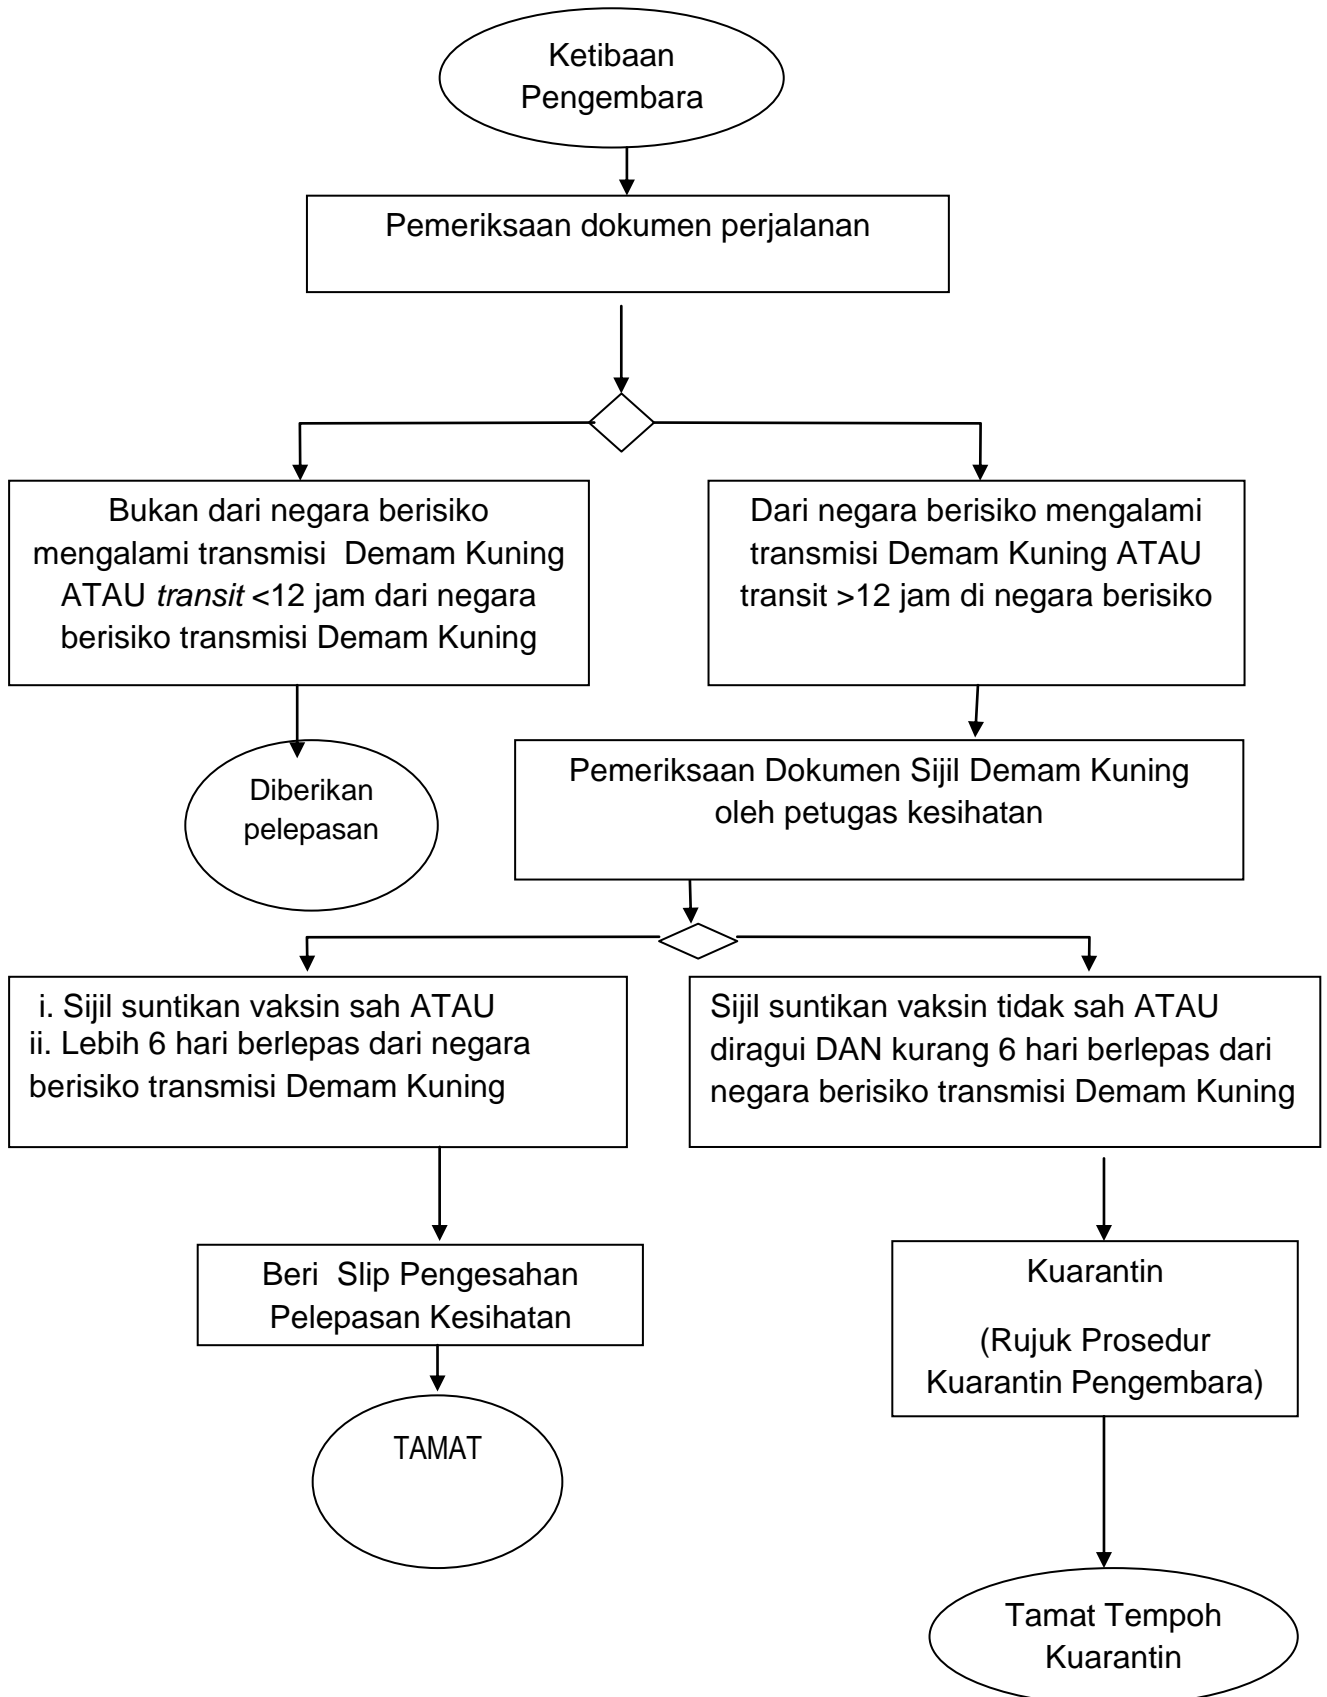 Ketibaan
Pengembara
Pemeriksaan dokumen perjalanan
Bukan dari negara berisiko
mengalami transmisi  Demam Kuning
ATAU transit <12 jam dari negara
berisiko transmisi Demam Kuning
Dari negara berisiko mengalami
transmisi Demam Kuning ATAU
transit >12 jam di negara berisiko
Diberikan
pelepasan
Pemeriksaan Dokumen Sijil Demam Kuning
oleh petugas kesihatan
i. Sijil suntikan vaksin sah ATAU
ii. Lebih 6 hari berlepas dari negara
berisiko transmisi Demam Kuning
Sijil suntikan vaksin tidak sah ATAU
diragui DAN kurang 6 hari berlepas dari
negara berisiko transmisi Demam Kuning
Beri  Slip Pengesahan
Pelepasan Kesihatan
Kuarantin
(Rujuk Prosedur
Kuarantin Pengembara)
TAMAT
Tamat Tempoh
Kuarantin